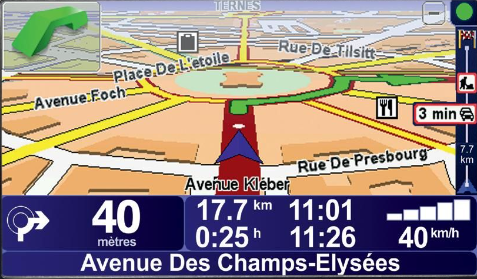 TERNES
Rue De Tilsitt
Place De L'etoile
Avenue Foch
3 min
7.7
km
Rue De Presbourg
Avenue Kléber
40
mètres
17.7 km
11:01
0:25 h
11:26
40 km/h
Avenue Des Champs-Elysées